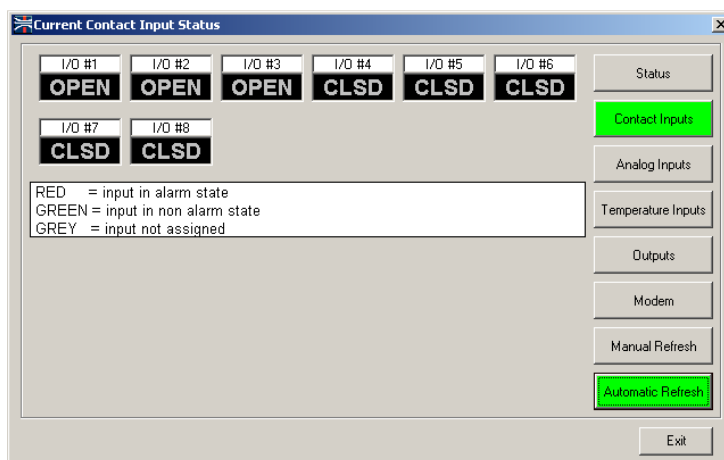 Current Contact Input Status
I/O #1 I/O #2 I/O #3 I/O #4 I/O #5 I/O #6
OPEN OPEN OPEN CLSD CLSD CLSD
I/O #7 I/O #8
CLSD CLSD
RED = input in alarm state
GREEN = input in non alarm state
GREY = input not assigned
Status
Contact Inputs
Analog Inputs
Temperature Inputs
Outputs
Modem
Manual Refresh
Automatic Refresh
Exit